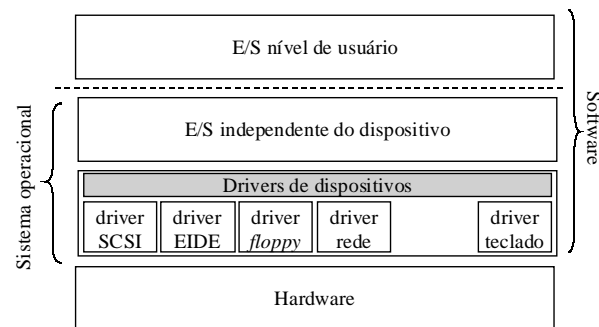 E/S nível de usuário
Sistema operacional
Software
E/S independente do dispositivo
Drivers de dispositivos
driver SCSI
driver EIDE
driver floppy
driver rede
driver teclado
Hardware